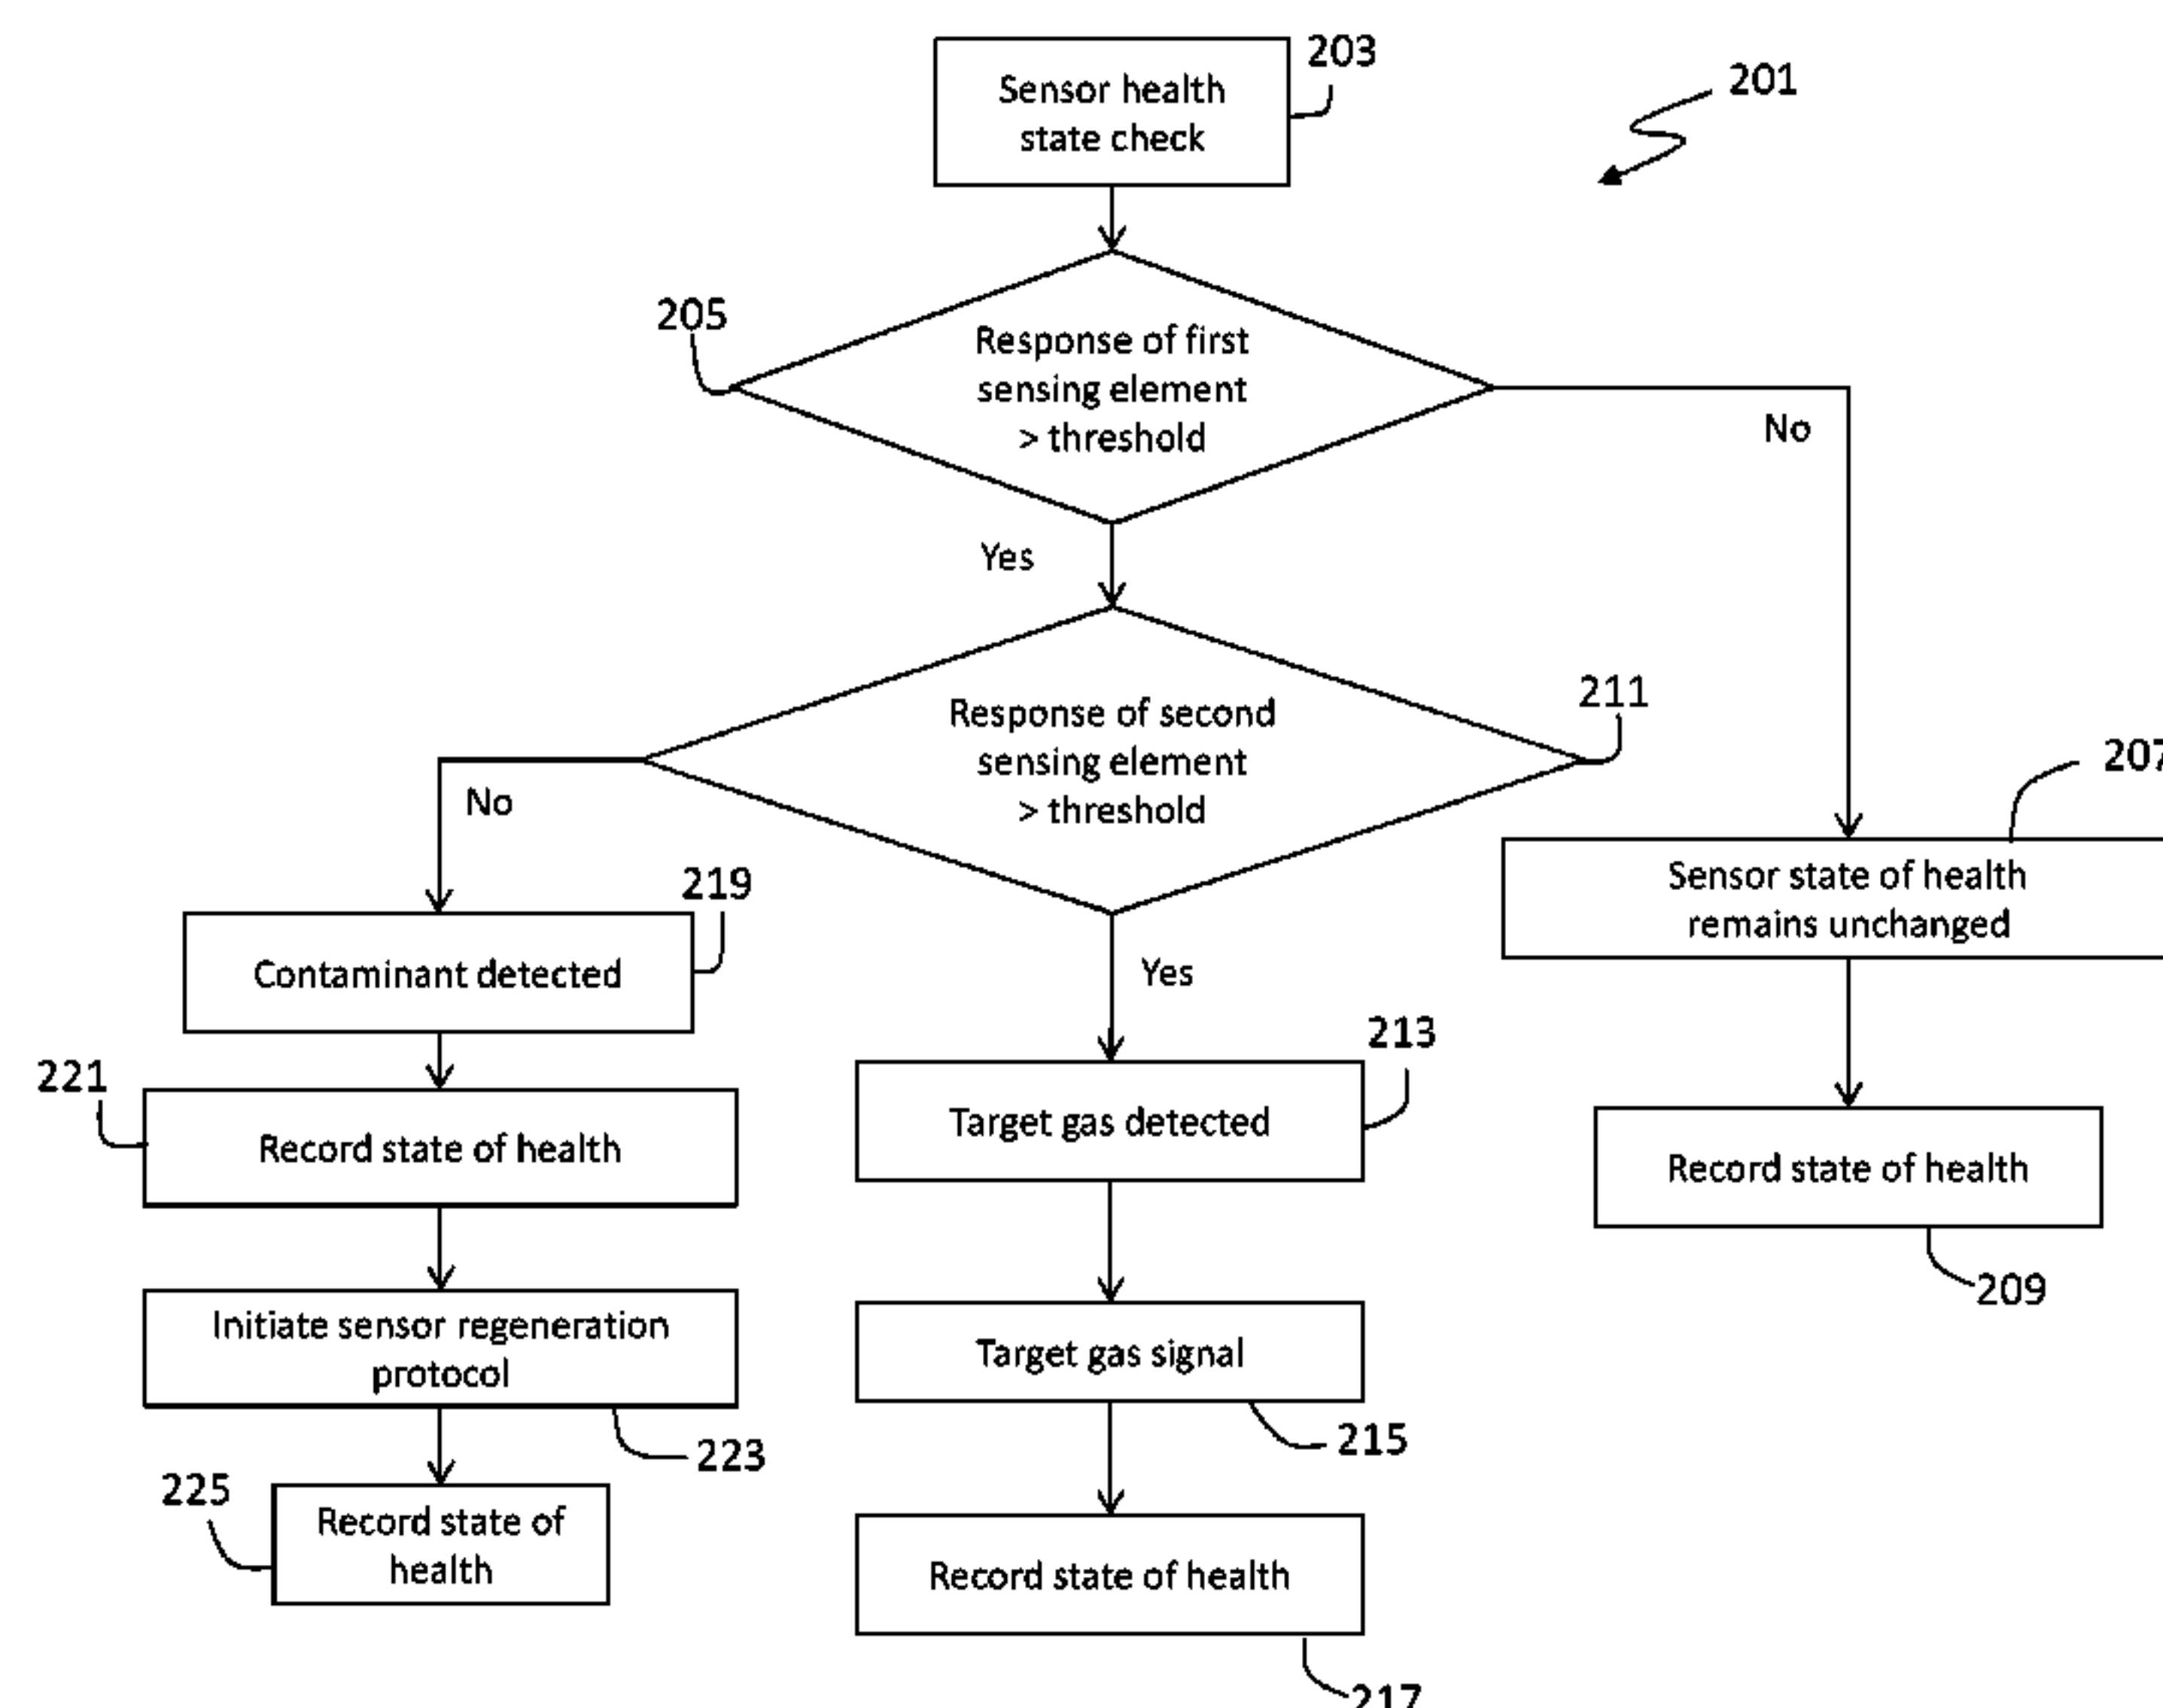 203
Sensor health
state check
201
205
Response of first
sensing element
> threshold
No
Yes
211
Response of second
sensing element
> threshold
207
No
Sensor state of health
remains unchanged
219
Contaminant detected
Yes
213
221
Target gas detected
Record state of health
Record state of health
209
Initiate sensor regeneration
protocol
Target gas signal
215
223
225
Record state of
health
Record state of health
217